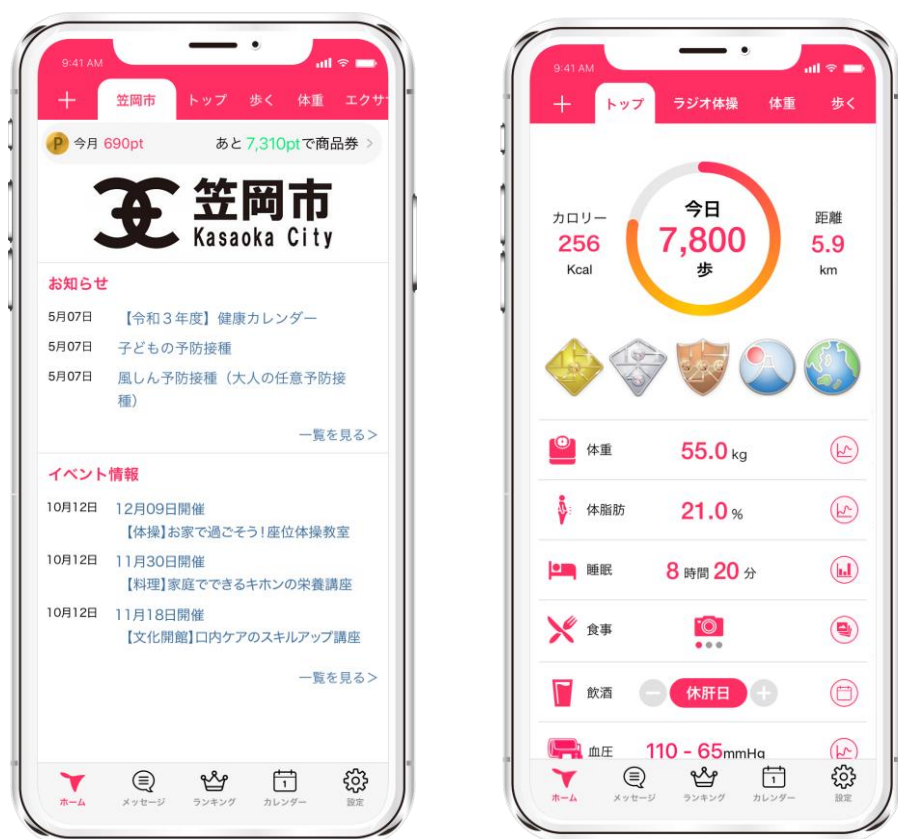 9:41 AM
笠岡市 トップ 歩く 体重 エクサ
P 今月 690pt あと 7,310ptで商品券 >
笠岡市
Kasaoka City
お知らせ
5月07日 【令和3年度】健康カレンダー
5月07日 子どもの予防接種
5月07日 風しん予防接種（大人の任意予防接
種）
一覧を見る>
イベント情報
10月12日 12月09日開催
【体操】お家で過ごそう!座位体操教室
10月12日 11月30日開催
【料理】家庭でできるキホンの栄養講座
10月12日 11月18日開催
【文化開館】口内ケアのスキルアップ講座
一覧を見る>
ホーム メッセージ ランキング カレンダー 設定
9:41 AM
トップ ラジオ体操 体重 歩く
カロリー
256
Kcal
今日
7,800
歩
距離
5.9
km
体重 55.0 kg
体脂肪 21.0 %
睡眠 8 時間 20 分
食事
飲酒 － 休肝日 ＋
血圧 110 - 65mmHg
ホーム メッセージ ランキング カレンダー 設定